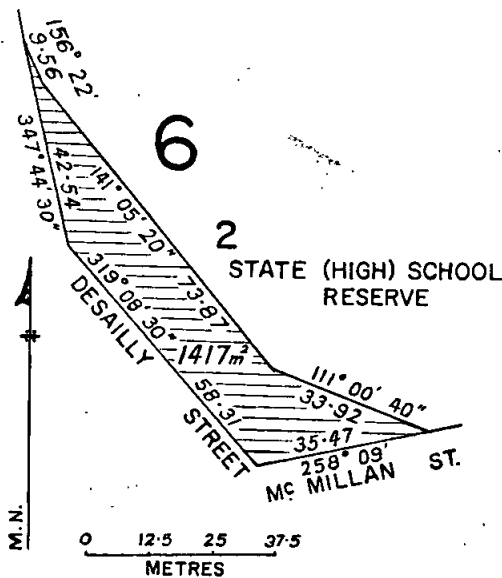 156° 22'
9·56
6
347° 44' 30"
42·54
141° 05' 20"
73·87
2
STATE (HIGH) SCHOOL
RESERVE
319° 08' 30"
DESAILLY
STREET
1417m²
58·31
111° 00' 40"
33·92
35·47
258° 09'
Mc MILLAN ST.
M.N.
0 12·5 25 37·5
METRES